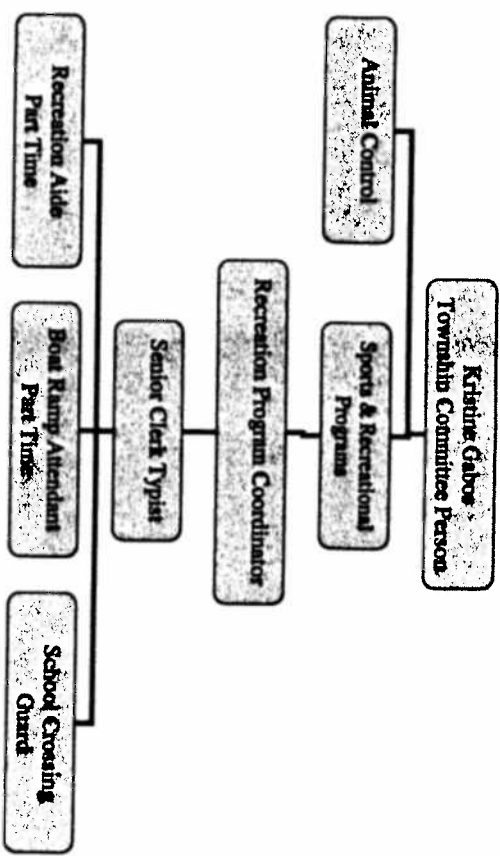 Kristine Gabor
Township Committee Person
Animal Control
Sports & Recreational
Programs
Recreation Program Coordinator
Senior Clerk Typist
Recreation Aide
Part Time
Boat Ramp Attendant
Part Time
School Crossing
Guard